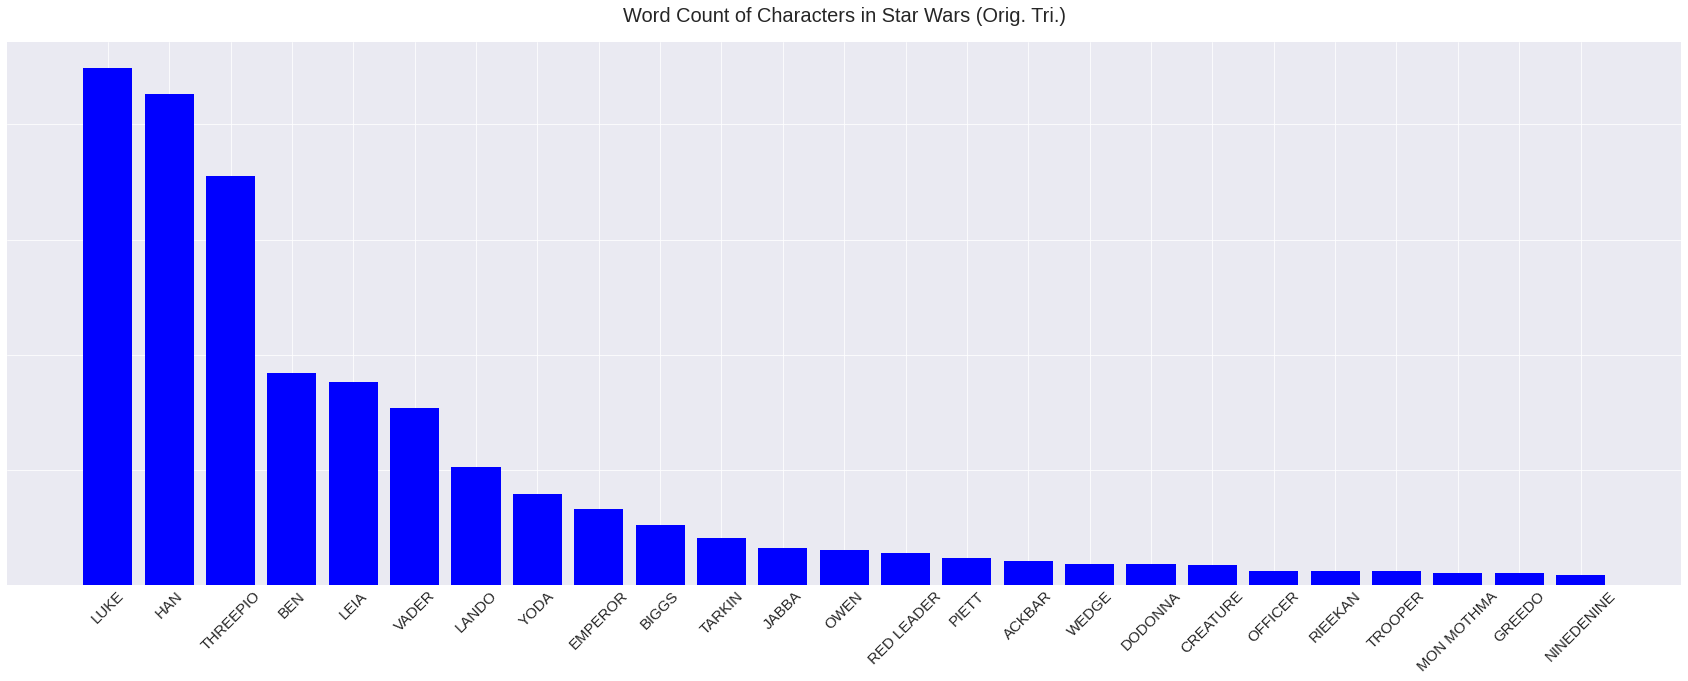 Word Count of Characters in Star Wars (Orig. Tri.)
LUKE
HAN
THREEPIO
BEN
LEIA
VADER
LANDO
YODA
EMPEROR
BIGGS
TARKIN
JABBA
OWEN
RED LEADER
PIETT
ACKBAR
WEDGE
DODONNA
CREATURE
OFFICER
RIEEKAN
TROOPER
MON MOTHMA
GREEDO
NINEDENINE